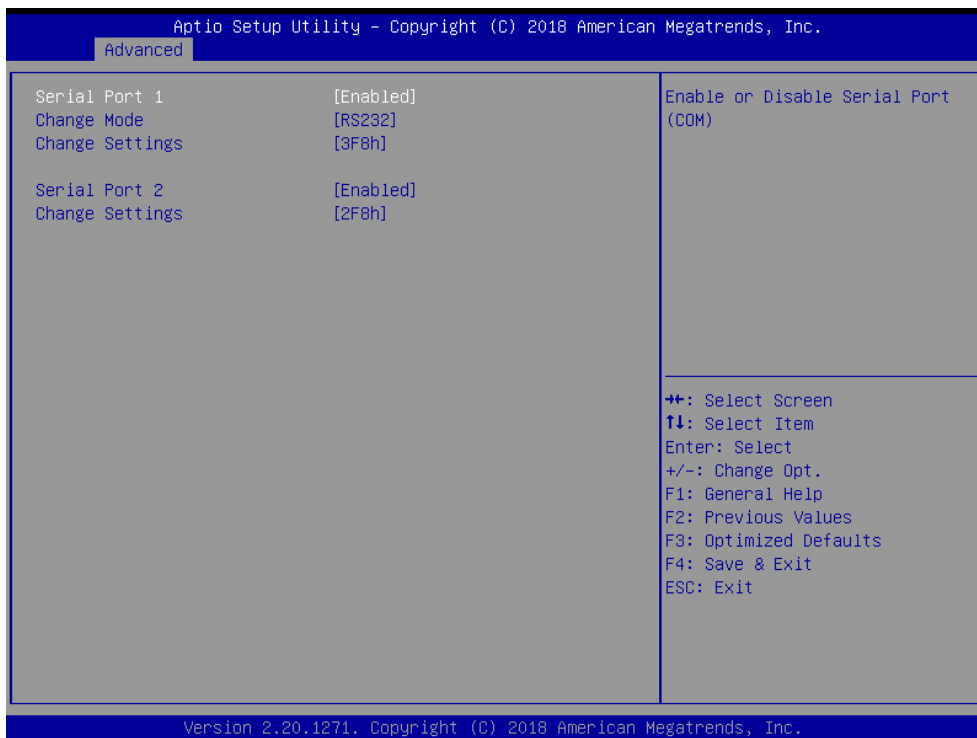 Aptio Setup Utility – Copyright (C) 2018 American Megatrends, Inc.
Advanced
Serial Port 1 [Enabled]
Change Mode [RS232]
Change Settings [3F8h]
Serial Port 2 [Enabled]
Change Settings [2F8h]
Enable or Disable Serial Port
(COM)
→←: Select Screen
↑↓: Select Item
Enter: Select
+/-: Change Opt.
F1: General Help
F2: Previous Values
F3: Optimized Defaults
F4: Save & Exit
ESC: Exit
Version 2.20.1271. Copyright (C) 2018 American Megatrends, Inc.